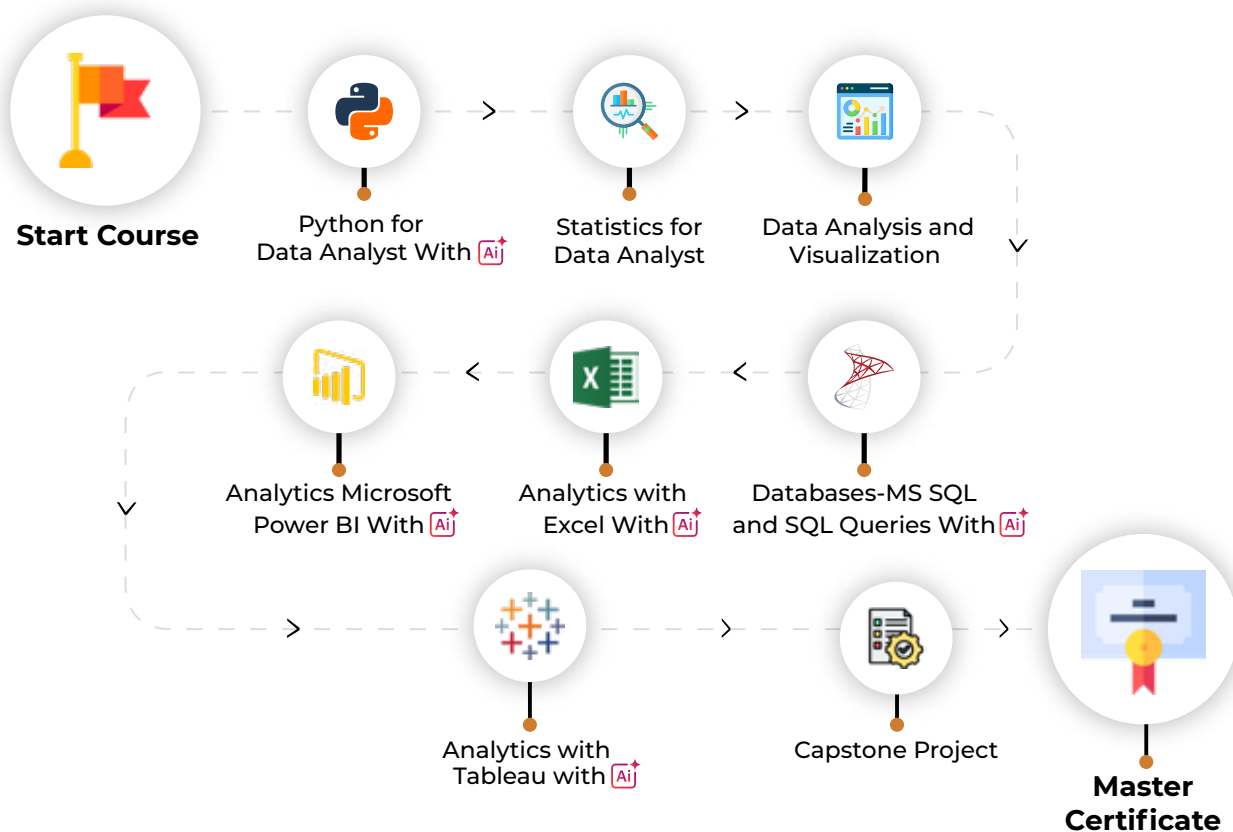 Start Course
Python for
Data Analyst With Ai
Statistics for
Data Analyst
Data Analysis and
Visualization
Databases-MS SQL
and SQL Queries With Ai
X
Analytics with
Excel With Ai
Analytics Microsoft
Power BI With Ai
Analytics with
Tableau with Ai
Capstone Project
Master
Certificate